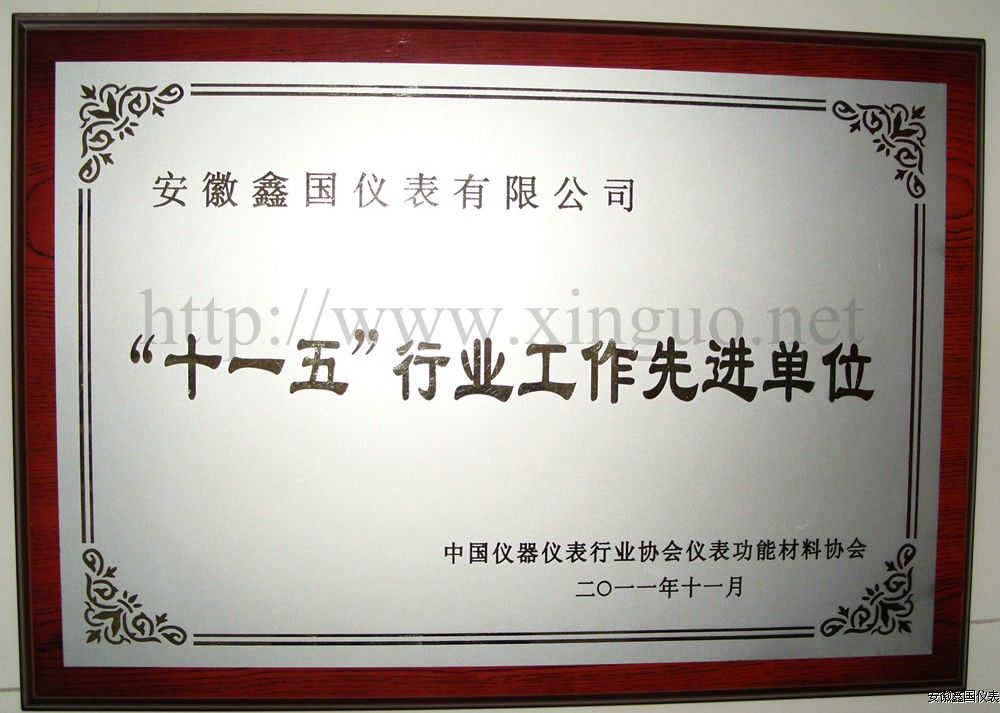 安徽鑫国仪表有限公司
http://www.xinguo.net
“十一五”行业工作先进单位
中国仪器仪表行业协会仪表功能材料协会
二〇一一年十一月
安徽鑫国仪表